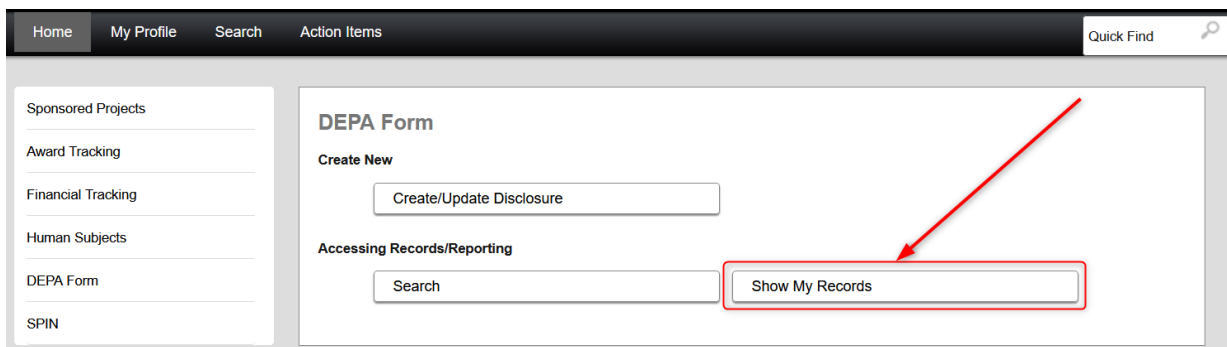 Home My Profile Search Action Items Quick Find
Sponsored Projects
Award Tracking
Financial Tracking
Human Subjects
DEPA Form
SPIN
DEPA Form
Create New
Create/Update Disclosure
Accessing Records/Reporting
Search Show My Records